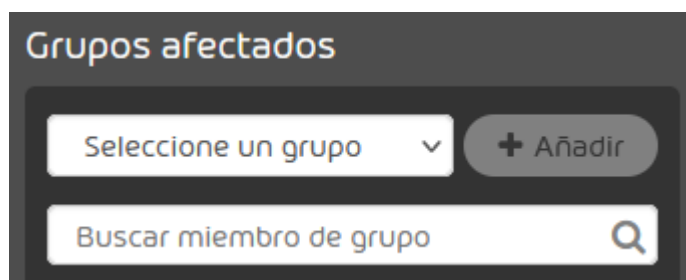 Grupos afectados
Seleccione un grupo + Añadir
Buscar miembro de grupo